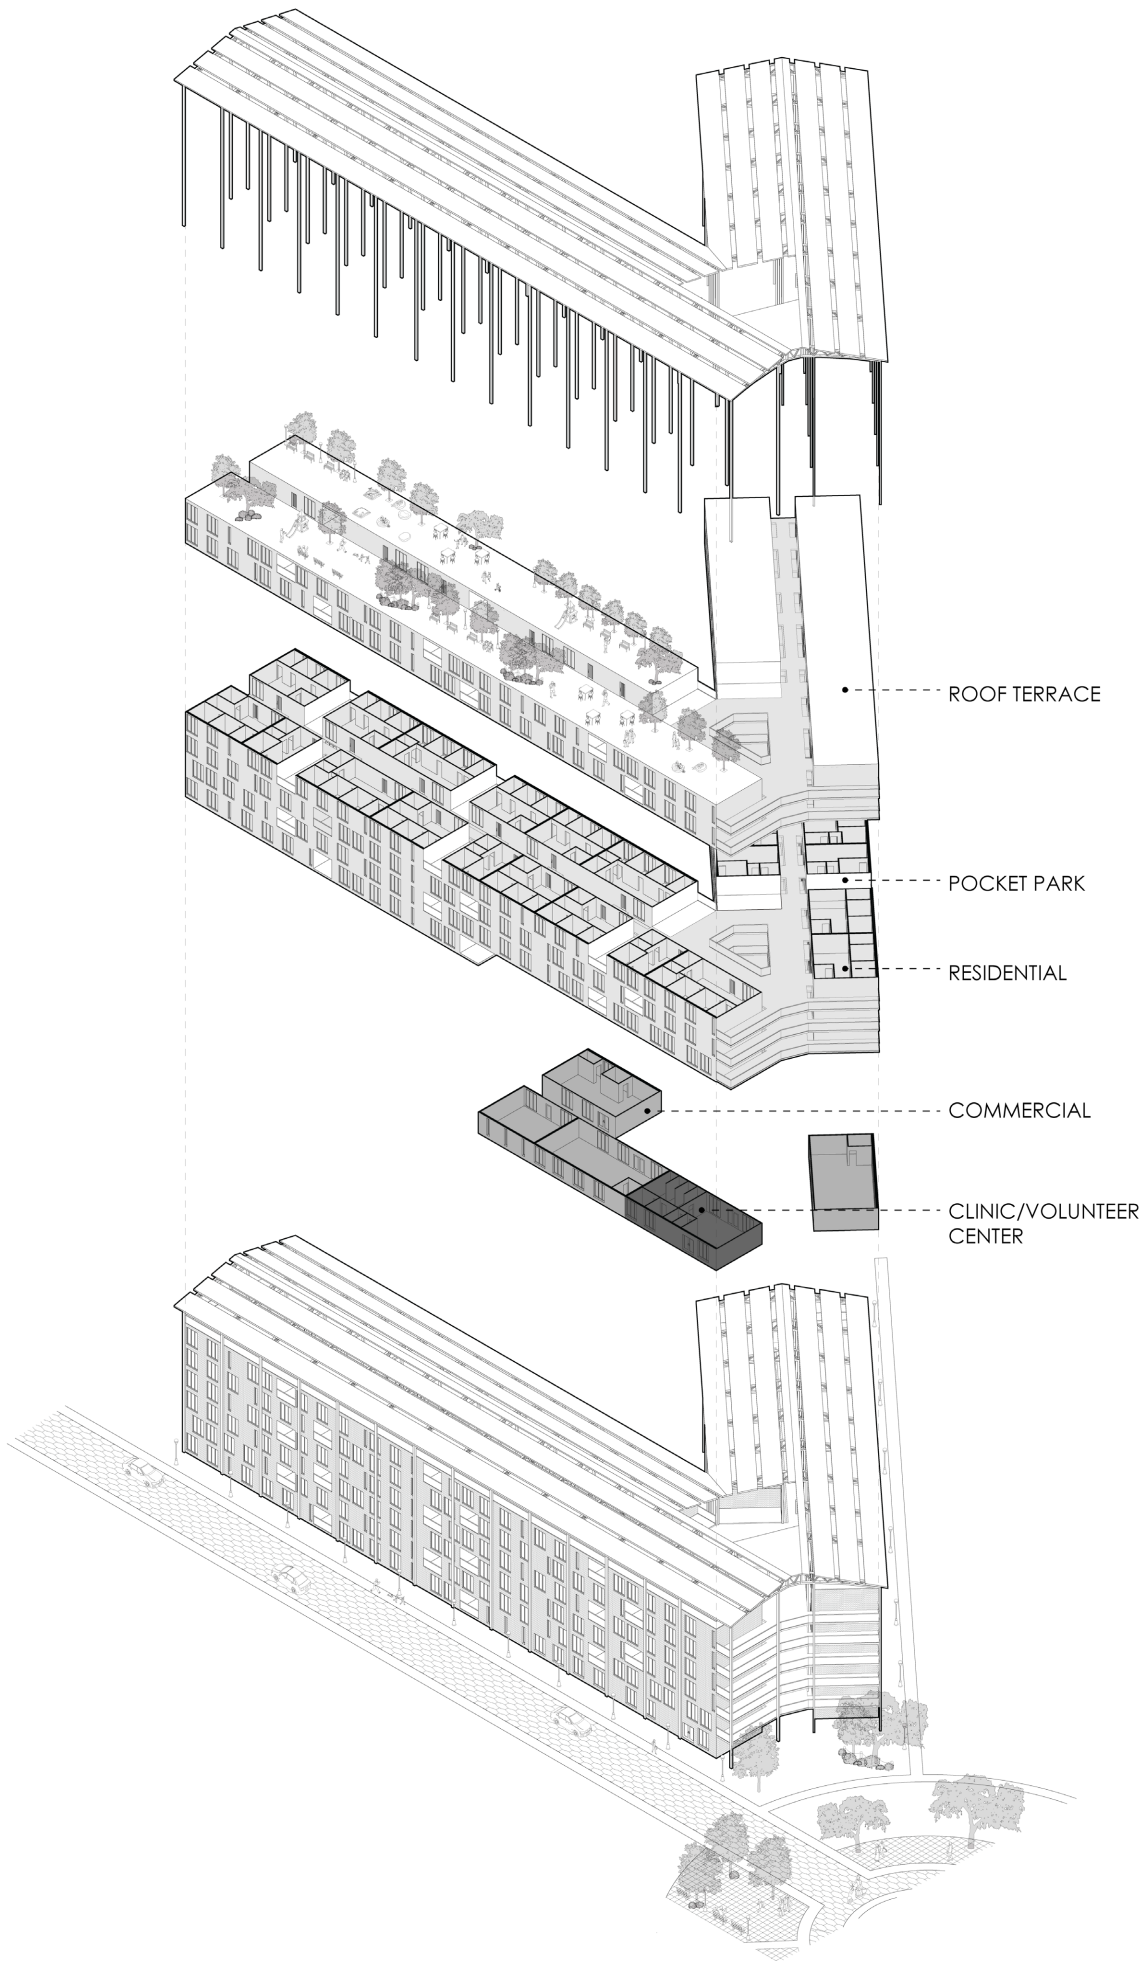 ROOF TERRACE
POCKET PARK
RESIDENTIAL
COMMERCIAL
CLINIC/VOLUNTEER
CENTER